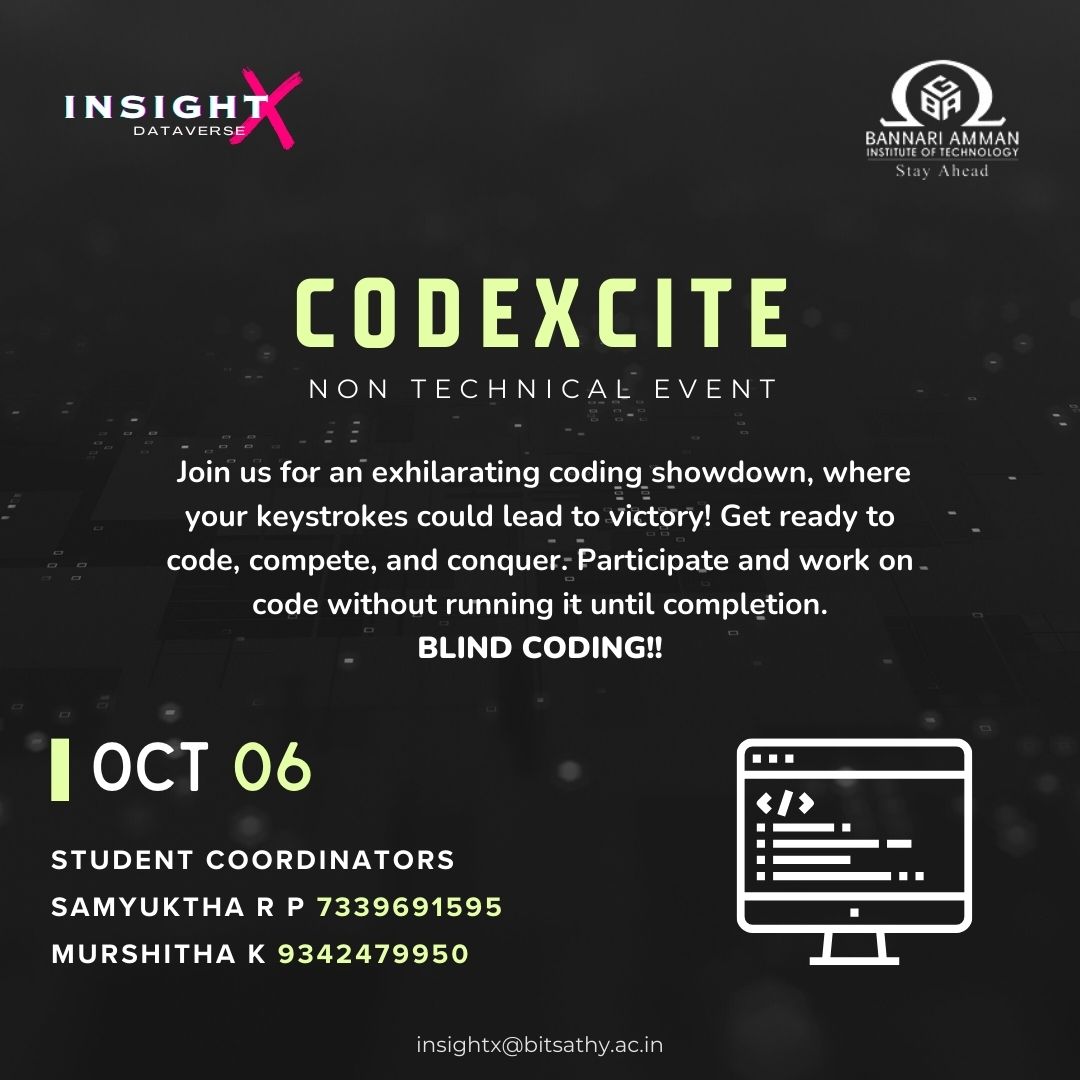 INSIGHTX
DATAVERSE
GBA
BANNARI AMMAN
INSTITUTE OF TECHNOLOGY
Stay Ahead
CODEXCITE
NON TECHNICAL EVENT
Join us for an exhilarating coding showdown, where
your keystrokes could lead to victory! Get ready to
code, compete, and conquer. Participate and work on
code without running it until completion.
BLIND CODING!!
OCT 06
</>
STUDENT COORDINATORS
SAMYUKTHA R P 7339691595
MURSHITHA K 9342479950
insightx@bitsathy.ac.in